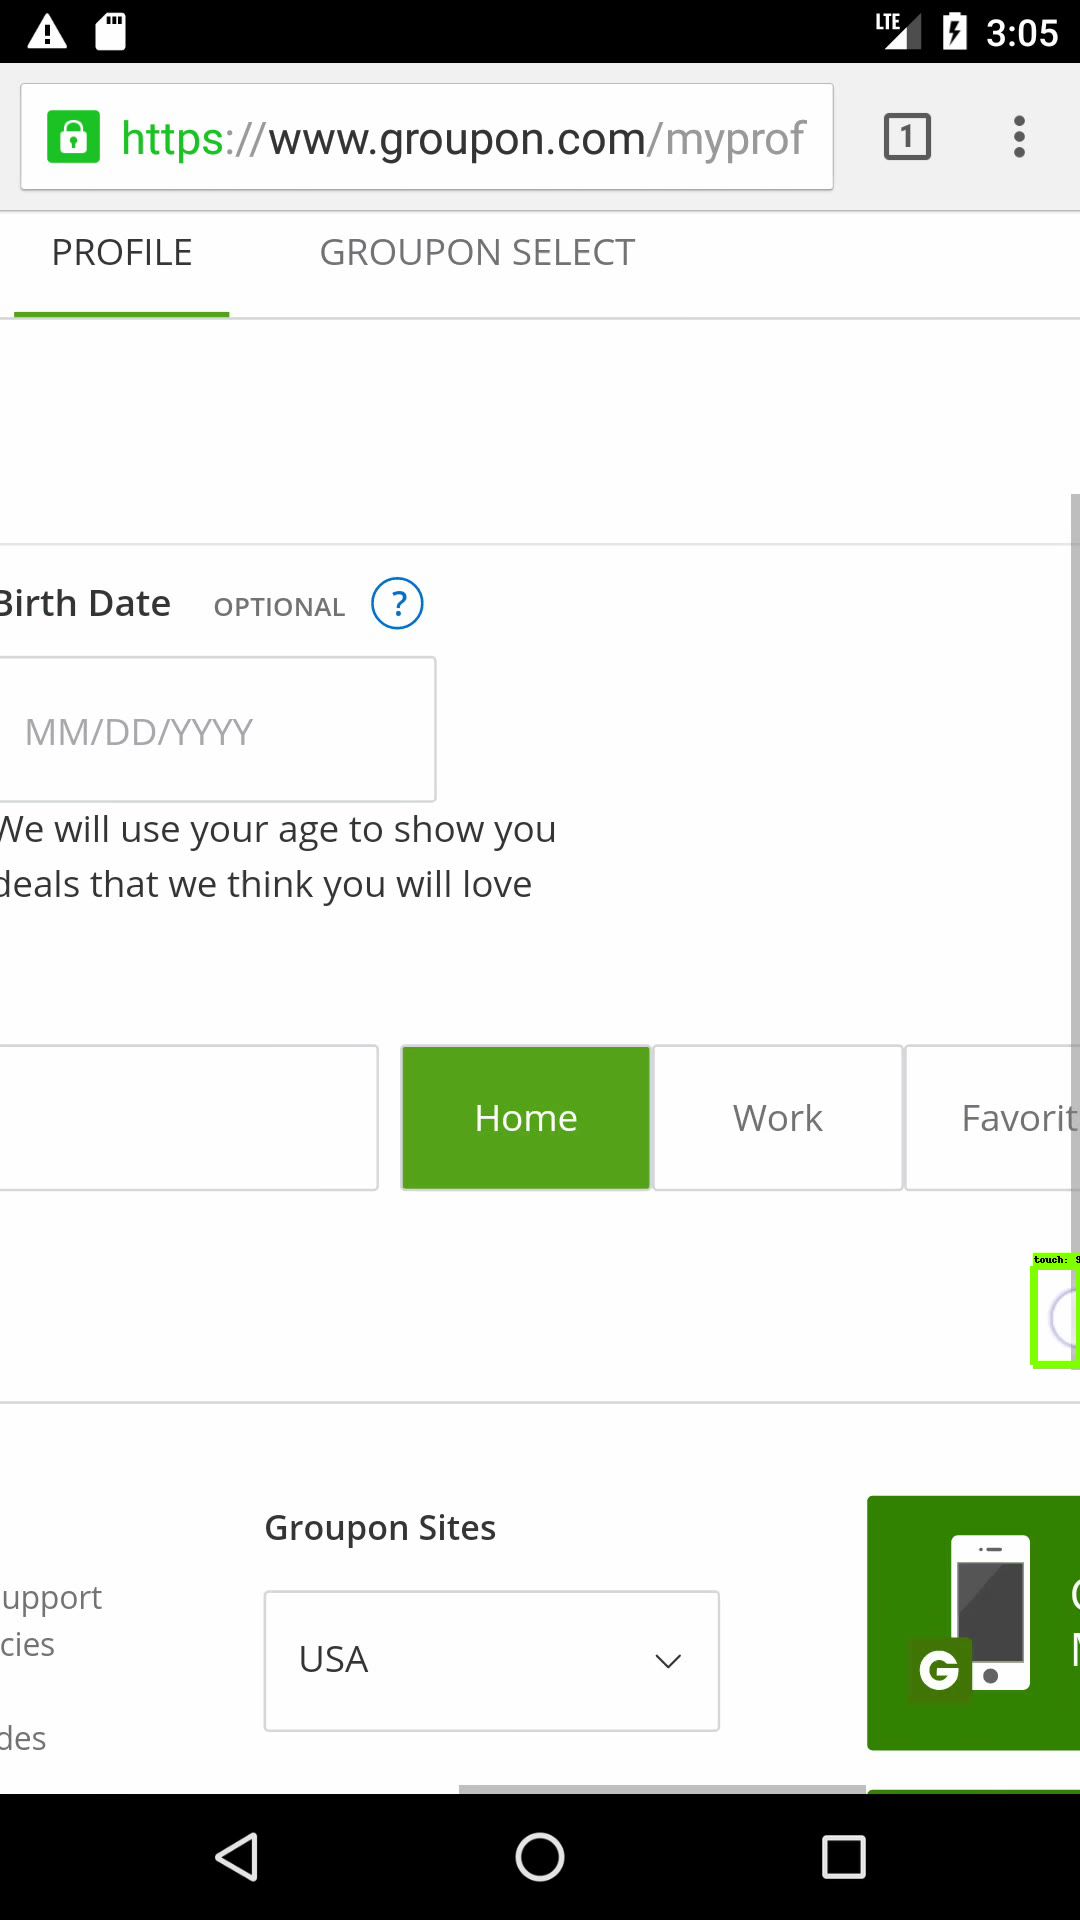 LTE 3:05
https://www.groupon.com/myprof
1
PROFILE GROUPON SELECT
Birth Date OPTIONAL ?
MM/DD/YYYY
We will use your age to show you
deals that we think you will love
Home Work Favorit
touch: 9
Groupon Sites
upport
cies
USA
G
des